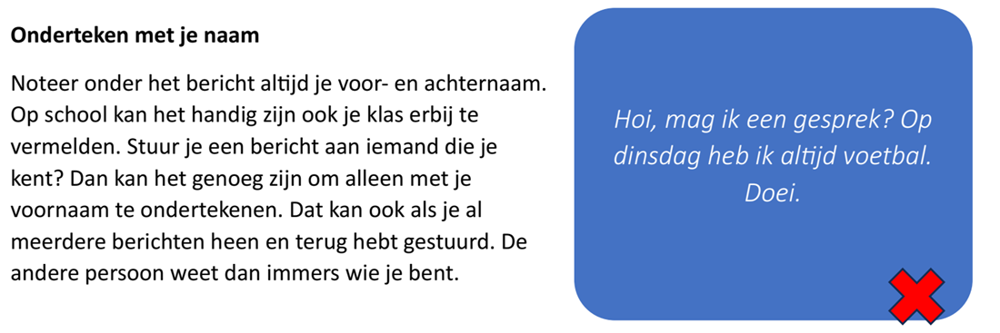 Onderteken met je naam
Noteer onder het bericht altijd je voor- en achternaam.
Op school kan het handig zijn ook je klas erbij te
vermelden. Stuur je een bericht aan iemand die je
kent? Dan kan het genoeg zijn om alleen met je
voornaam te ondertekenen. Dat kan ook als je al
meerdere berichten heen en terug hebt gestuurd. De
andere persoon weet dan immers wie je bent.
Hoi, mag ik een gesprek? Op
dinsdag heb ik altijd voetbal.
Doei.